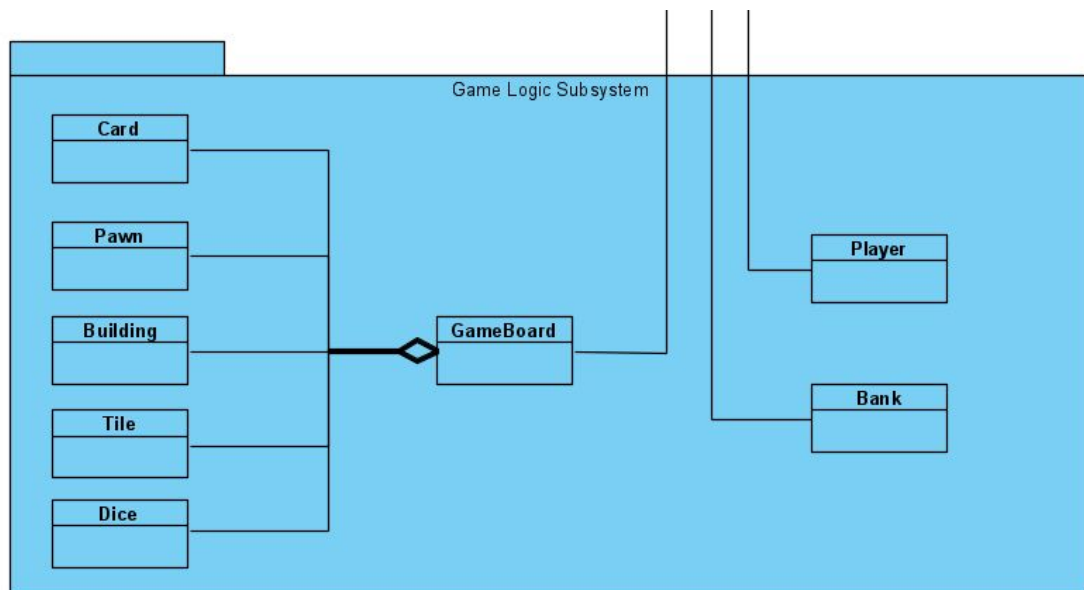 Game Logic Subsystem
Card
Pawn
Player
Building
GameBoard
Bank
Tile
Dice